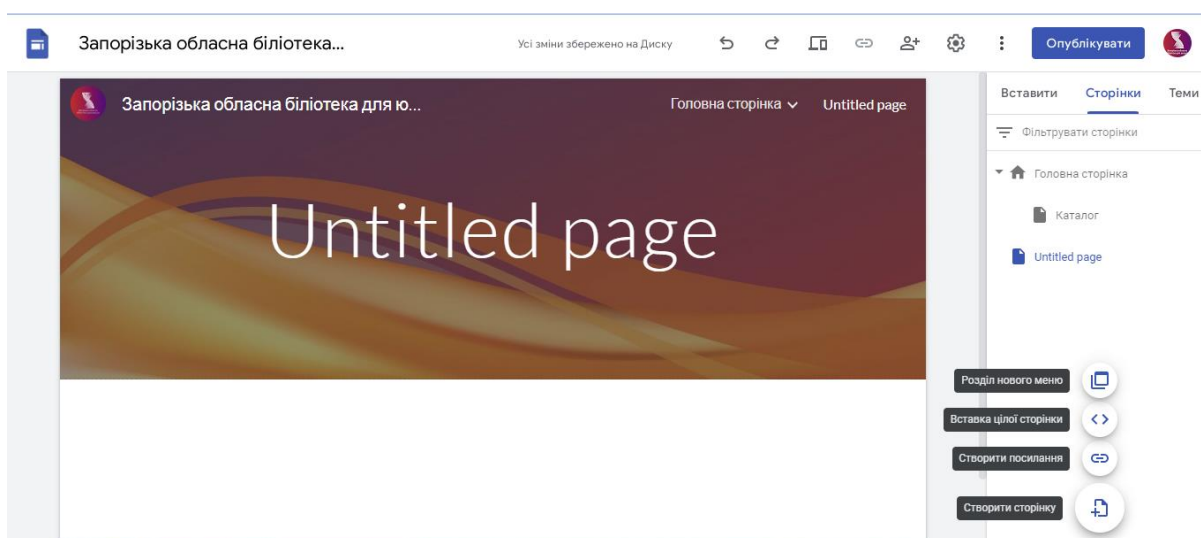 Запорізька обласна біліотека...
Усі зміни збережено на Диску
Опублікувати
Запорізька обласна біліотека для ю...
Головна сторінка
Untitled page
Untitled page
Вставити
Сторінки
Теми
Фільтрувати сторінки
Головна сторінка
Каталог
Untitled page
Розділ нового меню
Вставка цілої сторінки
Створити посилання
Створити сторінку